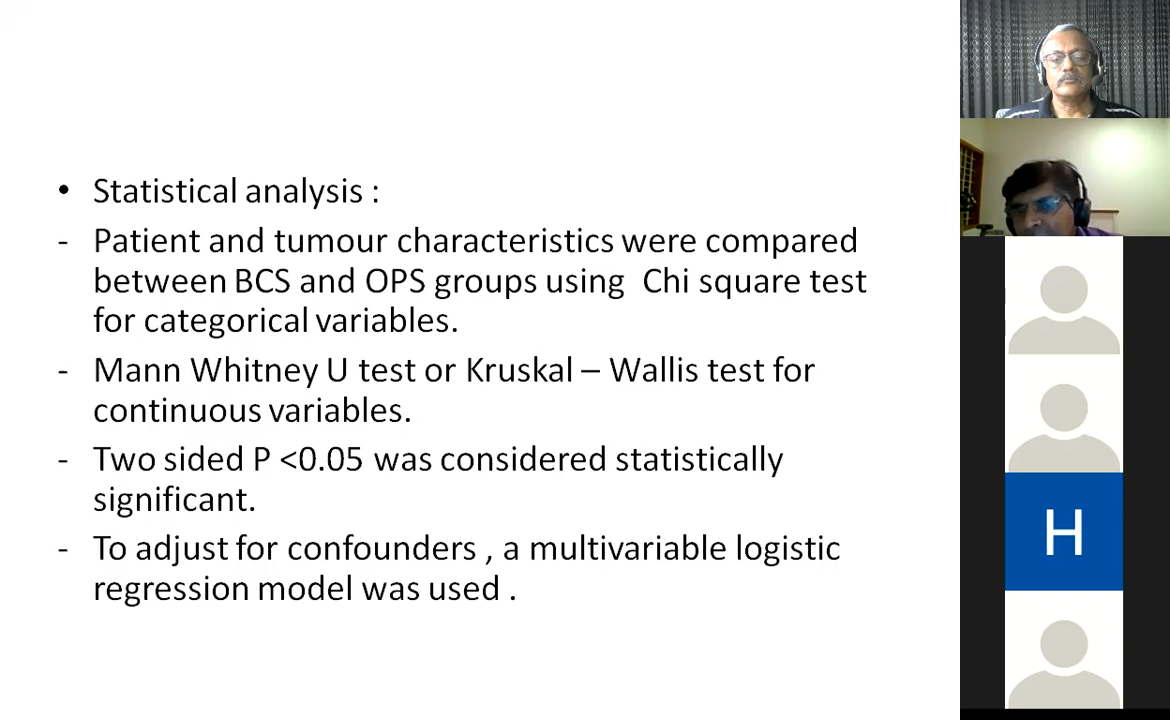 • Statistical analysis :
- Patient and tumour characteristics were compared
between BCS and OPS groups using  Chi square test
for categorical variables.
- Mann Whitney U test or Kruskal – Wallis test for
continuous variables.
- Two sided P <0.05 was considered statistically
significant.
- To adjust for confounders , a multivariable logistic
regression model was used .
H